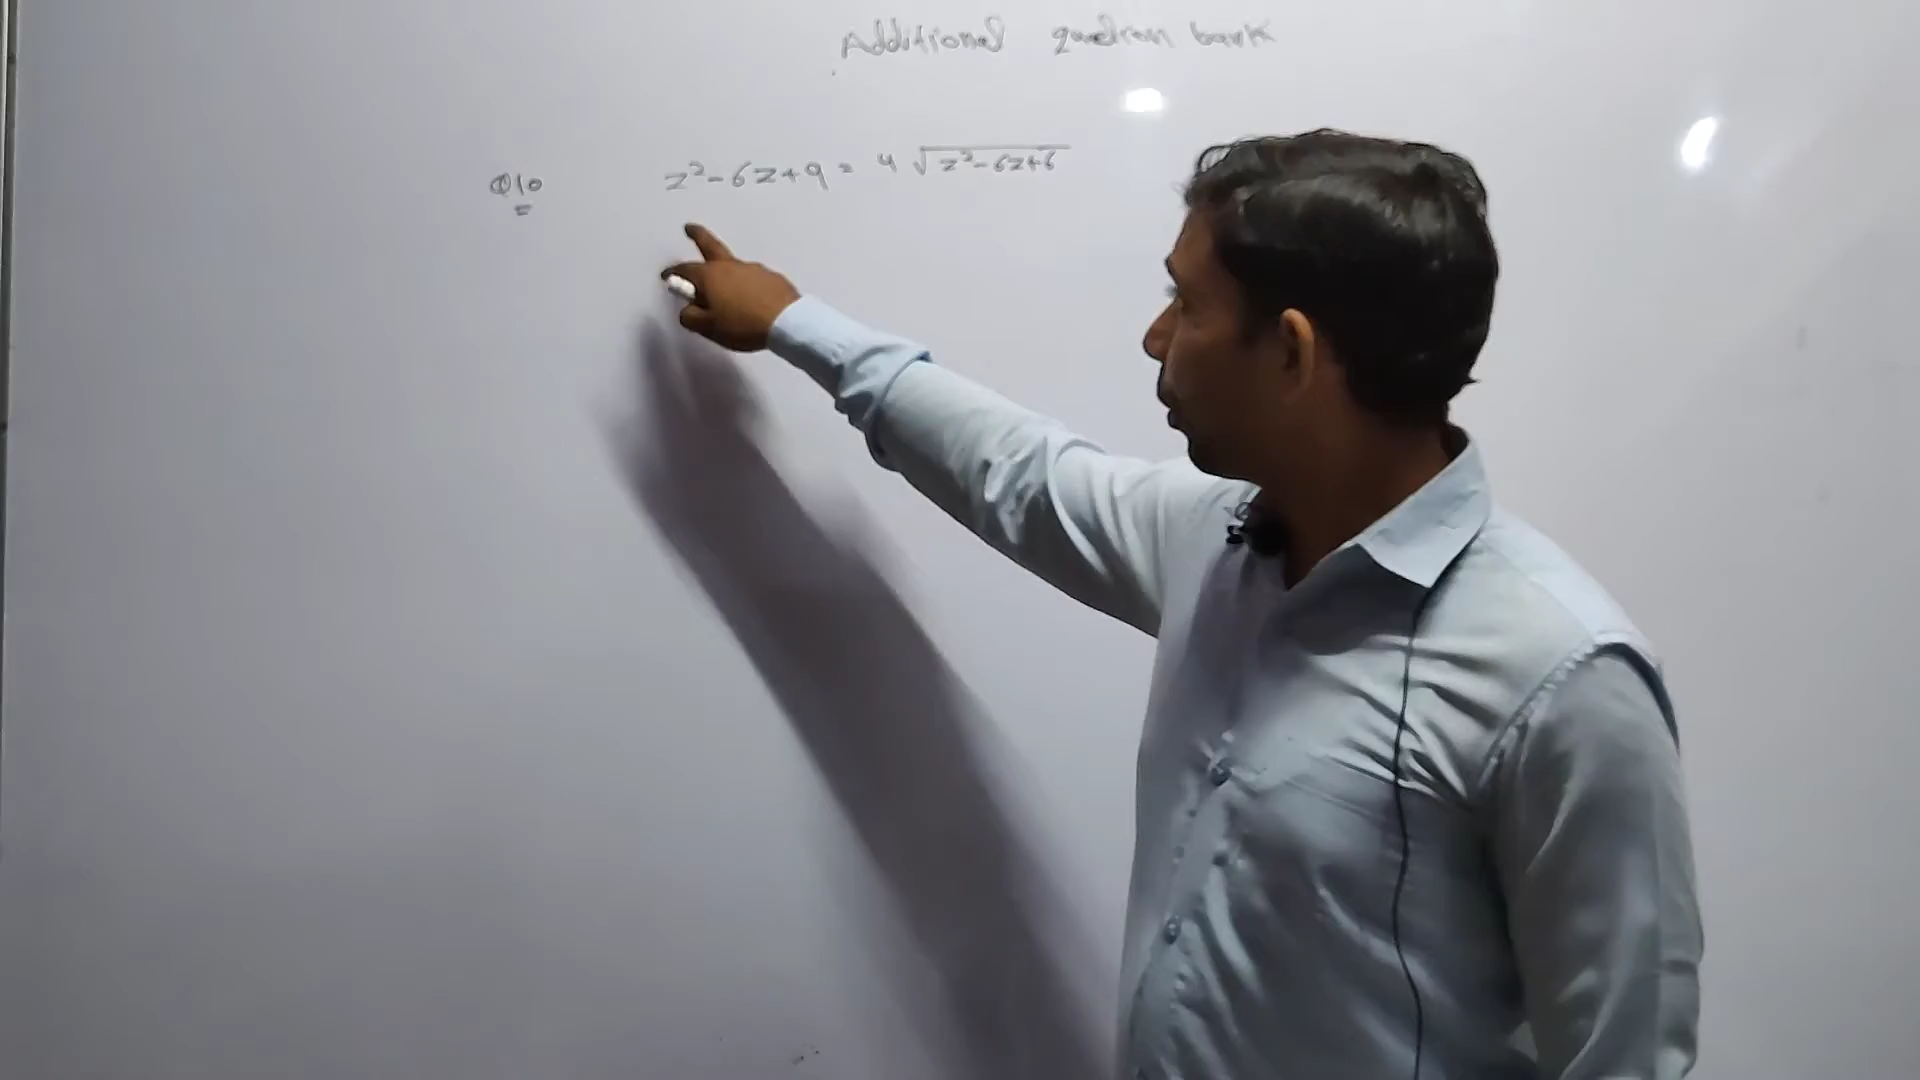 Additional question bank
Q10 z²-6z+9 = 4 √z²-6z+6